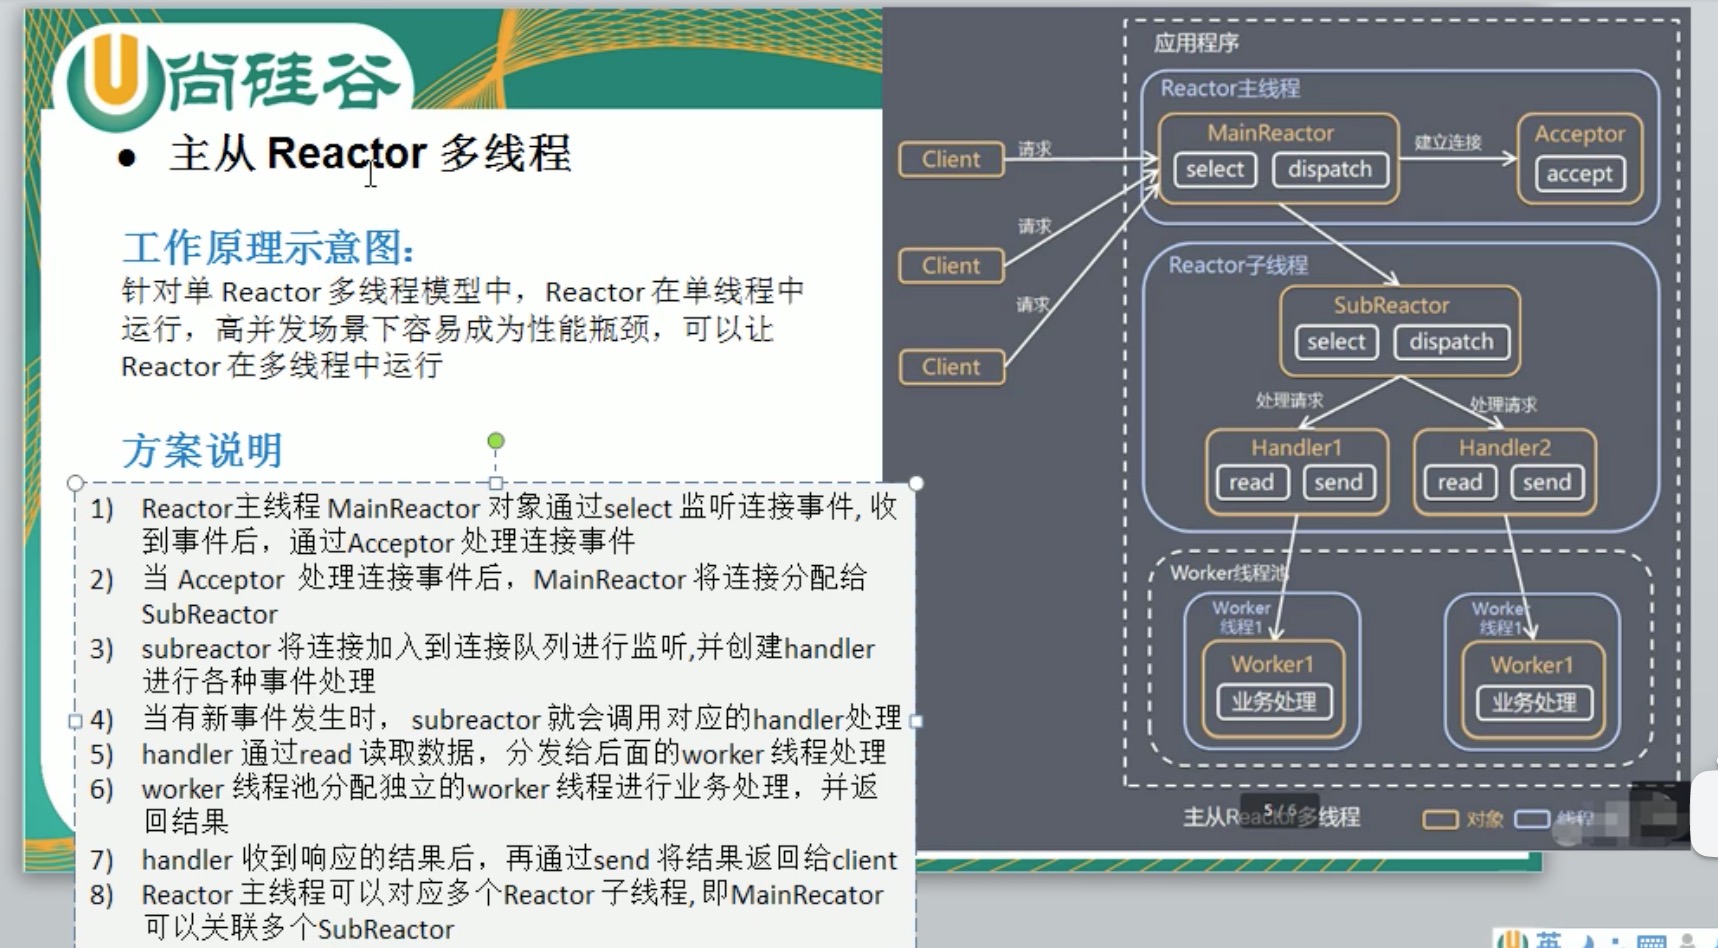 尚硅谷
● 主从 Reactor 多线程
工作原理示意图:
针对单 Reactor 多线程模型中，Reactor 在单线程中
运行，高并发场景下容易成为性能瓶颈，可以让
Reactor 在多线程中运行
方案说明
1) Reactor主线程 MainReactor 对象通过select 监听连接事件, 收
到事件后，通过Acceptor 处理连接事件
2) 当 Acceptor 处理连接事件后，MainReactor 将连接分配给
SubReactor
3) subreactor 将连接加入到连接队列进行监听,并创建handler
进行各种事件处理
4) 当有新事件发生时， subreactor 就会调用对应的handler处理
5) handler 通过read 读取数据，分发给后面的worker 线程处理
6) worker 线程池分配独立的worker 线程进行业务处理，并返
回结果
7) handler 收到响应的结果后，再通过send 将结果返回给client
8) Reactor 主线程可以对应多个Reactor 子线程, 即MainRecator
可以关联多个SubReactor
应用程序
Reactor主线程
MainReactor
select dispatch
建立连接
Acceptor
accept
Client
请求
Client
请求
Client
请求
Reactor子线程
SubReactor
select dispatch
处理请求
处理请求
Handler1
read send
Handler2
read send
Worker线程池
Worker
线程1
Worker1
业务处理
Worker
线程1
Worker1
业务处理
主从Reactor多线程
5 / 6
对象
线程
英